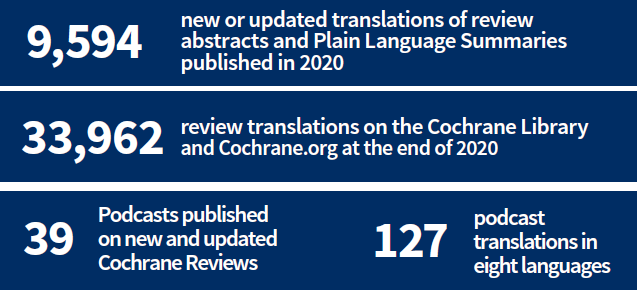 9,594
new or updated translations of review
abstracts and Plain Language Summaries
published in 2020
33,962
review translations on the Cochrane Library
and Cochrane.org at the end of 2020
39
Podcasts published
on new and updated
Cochrane Reviews
127
podcast
translations in
eight languages